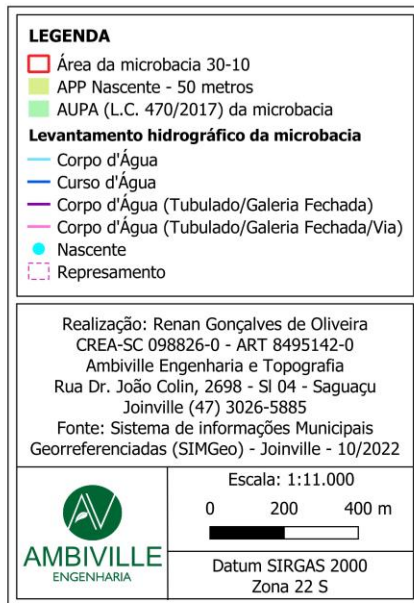 LEGENDA
Área da microbacia 30-10
APP Nascente - 50 metros
AUPA (L.C. 470/2017) da microbacia
Levantamento hidrográfico da microbacia
Corpo d'Água
Curso d'Água
Corpo d'Água (Tubulado/Galeria Fechada)
Corpo d'Água (Tubulado/Galeria Fechada/Via)
Nascente
Represamento
Realização: Renan Gonçalves de Oliveira
CREA-SC 098826-0 - ART 8495142-0
Ambiville Engenharia e Topografia
Rua Dr. João Colin, 2698 - Sl 04 - Saguaçu
Joinville (47) 3026-5885
Fonte: Sistema de informações Municipais
Georreferenciadas (SIMGeo) - Joinville - 10/2022
AMBIVILLE
ENGENHARIA
Escala: 1:11.000
0 200 400 m
Datum SIRGAS 2000
Zona 22 S